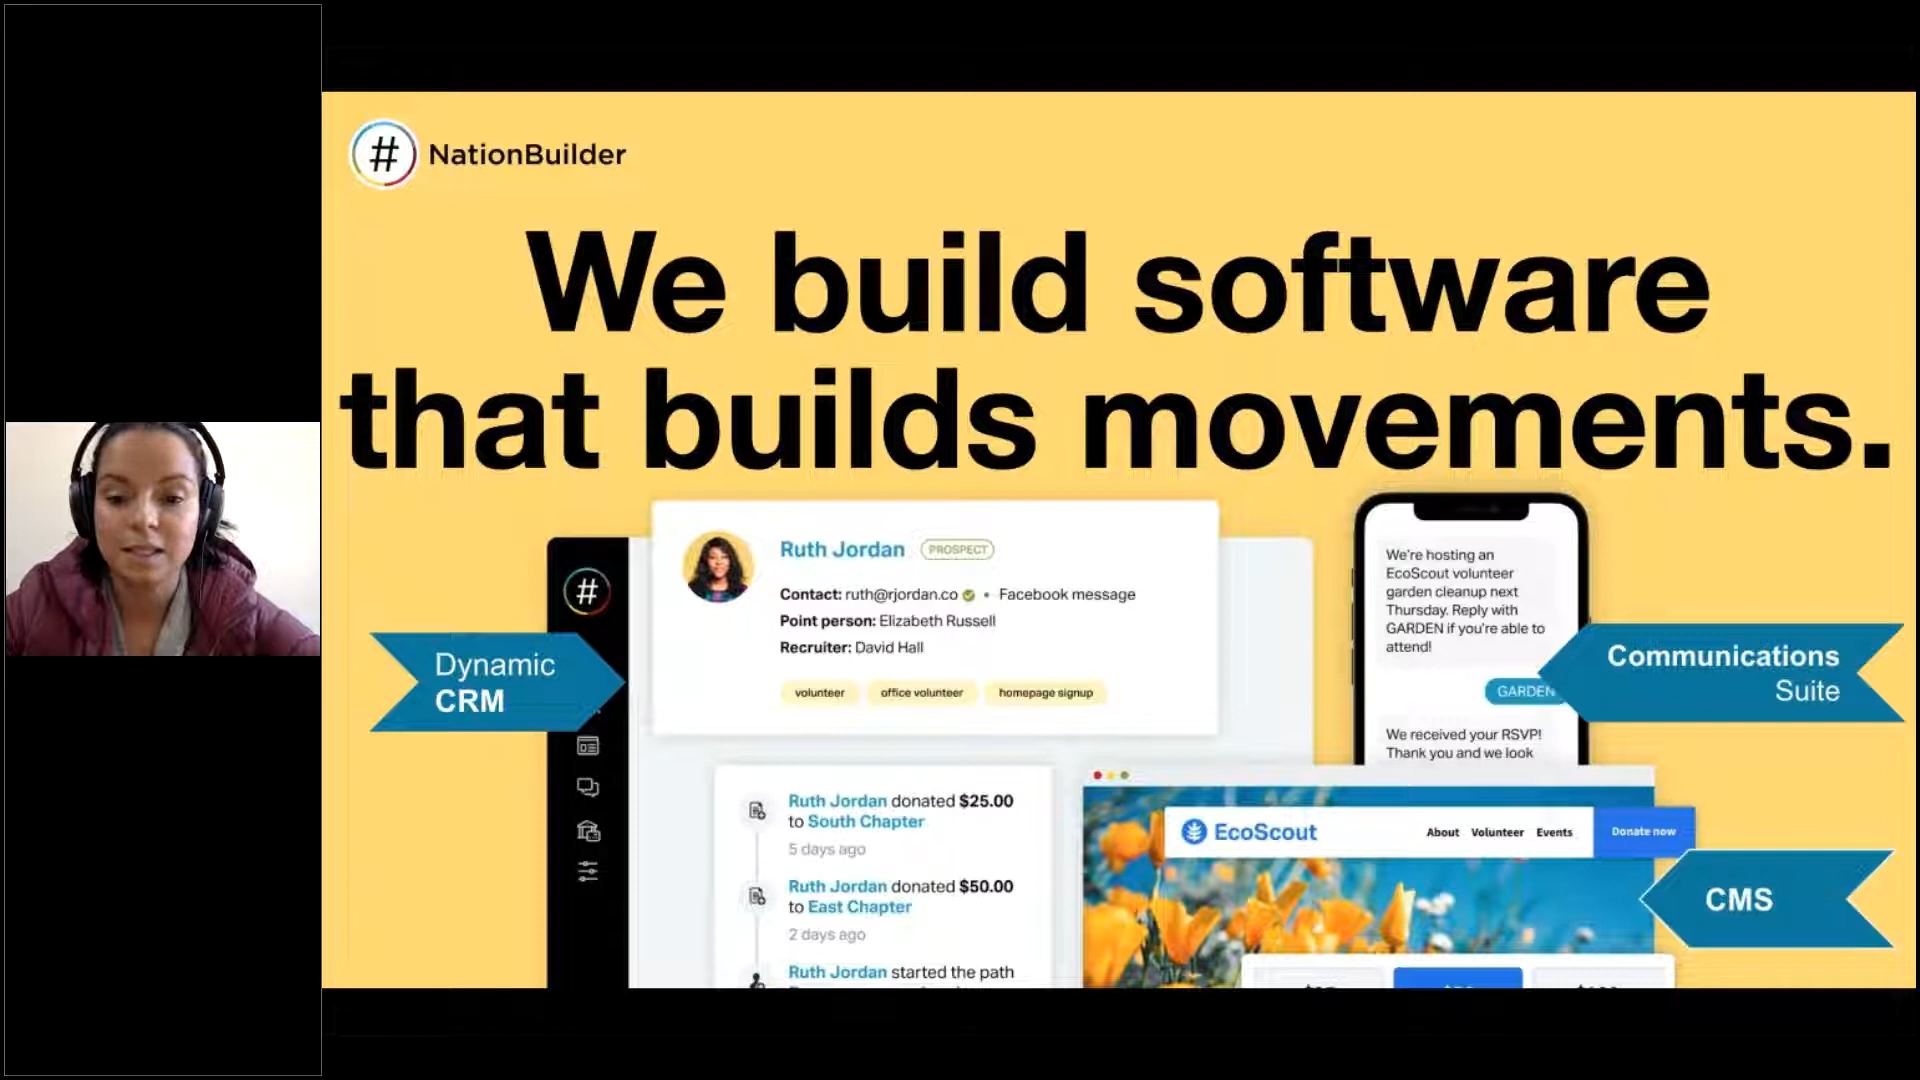 # NationBuilder
We build software
that builds movements.
#
Ruth Jordan PROSPECT
Contact: ruth@rjordan.co • Facebook message
Point person: Elizabeth Russell
Recruiter: David Hall
volunteer office volunteer homepage signup
Dynamic
CRM
We're hosting an
EcoScout volunteer
garden cleanup next
Thursday. Reply with
GARDEN if you're able to
attend!
GARDEN
We received your RSVP!
Thank you and we look
Communications
Suite
Ruth Jordan donated $25.00
to South Chapter
5 days ago
Ruth Jordan donated $50.00
to East Chapter
2 days ago
Ruth Jordan started the path
EcoScout About Volunteer Events Donate now
CMS